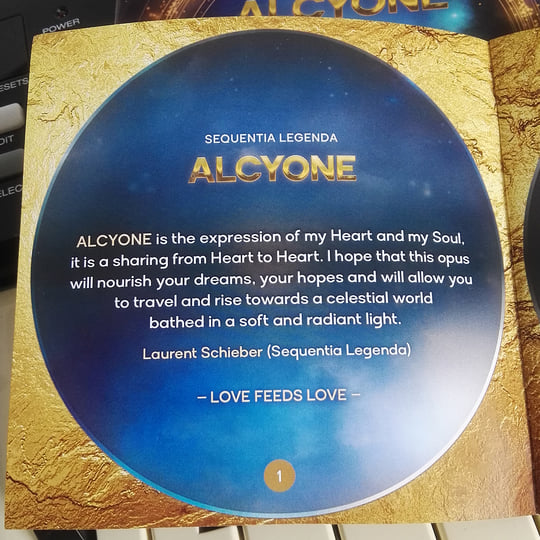 ALCYONE
POWER
SEQUENTIA LEGENDA
ALCYONE
ALCYONE is the expression of my Heart and my Soul,
it is a sharing from Heart to Heart. I hope that this opus
will nourish your dreams, your hopes and will allow you
to travel and rise towards a celestial world
bathed in a soft and radiant light.
Laurent Schieber (Sequentia Legenda)
– LOVE FEEDS LOVE –
1